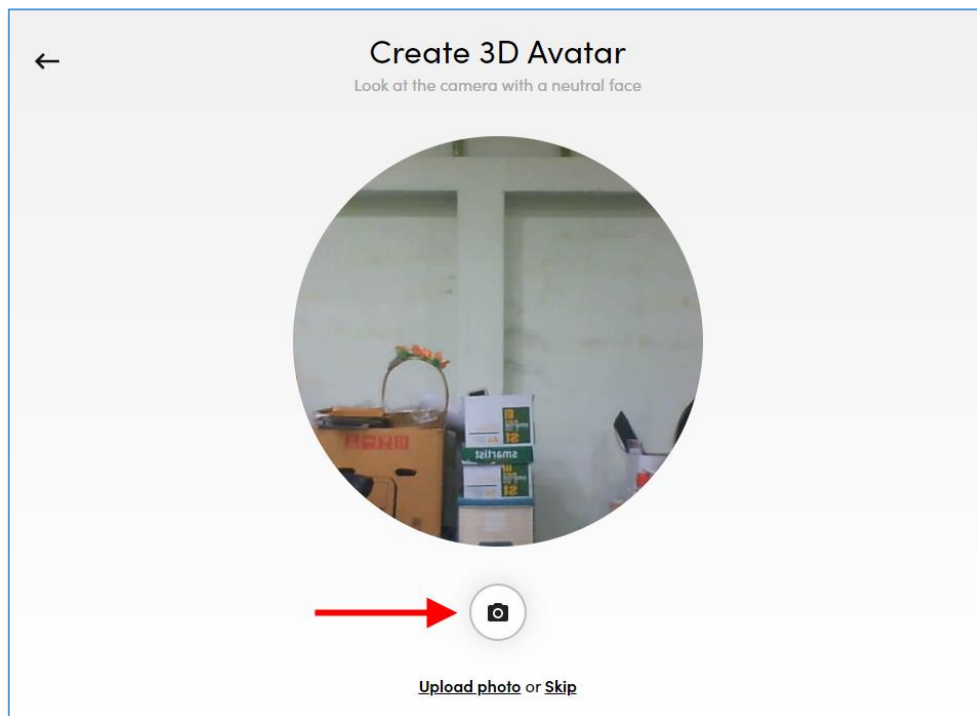 Create 3D Avatar
Look at the camera with a neutral face
smartist
Upload photo or Skip